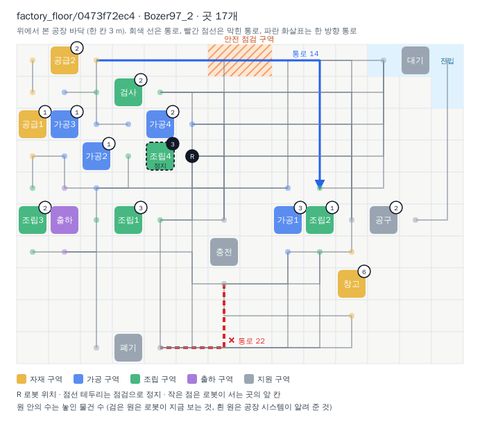 factory_floor/0473f72ec4 · Bozer97_2 · 곳 17개
위에서 본 공장 바닥 (한 칸 3 m). 회색 선은 통로, 빨간 점선은 막힌 통로, 파란 화살표는 한 방향 통로
안전 점검 구역
통로 14
공급2 2
대기
전립
검사 2
공급1 1
가공3 1
가공4 2
가공2 1
조립4 3
정지
R
조립3 2
출하
조립1 3
가공1 3
조립2 1
공구 2
충전
창고 6
폐기
✖ 통로 22
자재 구역
가공 구역
조립 구역
출하 구역
지원 구역
R 로봇 위치 · 점선 테두리는 점검으로 정지 · 작은 점은 로봇이 서는 곳의 앞 칸
원 안의 수는 놓인 물건 수 (검은 원은 로봇이 지금 보는 것, 흰 원은 공장 시스템이 알려 준 것)